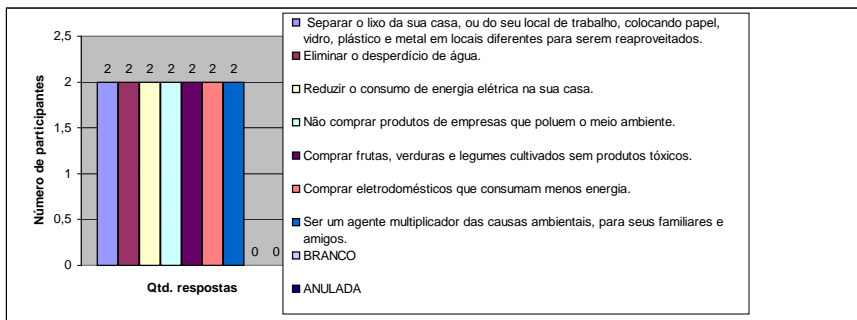 Número de participantes
2,5
2
1,5
1
0,5
0
2 2 2 2 2 2 2
0 0
Qtd. respostas
Separar o lixo da sua casa, ou do seu local de trabalho, colocando papel,
vidro, plástico e metal em locais diferentes para serem reaproveitados.
Eliminar o desperdício de água.
Reduzir o consumo de energia elétrica na sua casa.
Não comprar produtos de empresas que poluem o meio ambiente.
Comprar frutas, verduras e legumes cultivados sem produtos tóxicos.
Comprar eletrodomésticos que consumam menos energia.
Ser um agente multiplicador das causas ambientais, para seus familiares e
amigos.
BRANCO
ANULADA